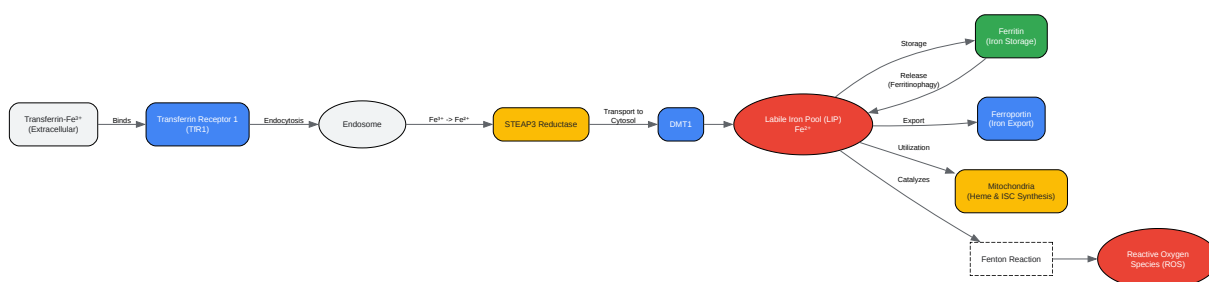 Transferrin-Fe³⁺
(Extracellular)
Binds
Transferrin Receptor 1
(TfR1)
Endocytosis
Endosome
Fe³⁺ -> Fe²⁺
STEAP3 Reductase
Transport to
Cytosol
DMT1
Labile Iron Pool (LIP)
Fe²⁺
Storage
Ferritin
(Iron Storage)
Release
(Ferritinophagy)
Export
Ferroportin
(Iron Export)
Utilization
Mitochondria
(Heme & ISC Synthesis)
Catalyzes
Fenton Reaction
Reactive Oxygen
Species (ROS)